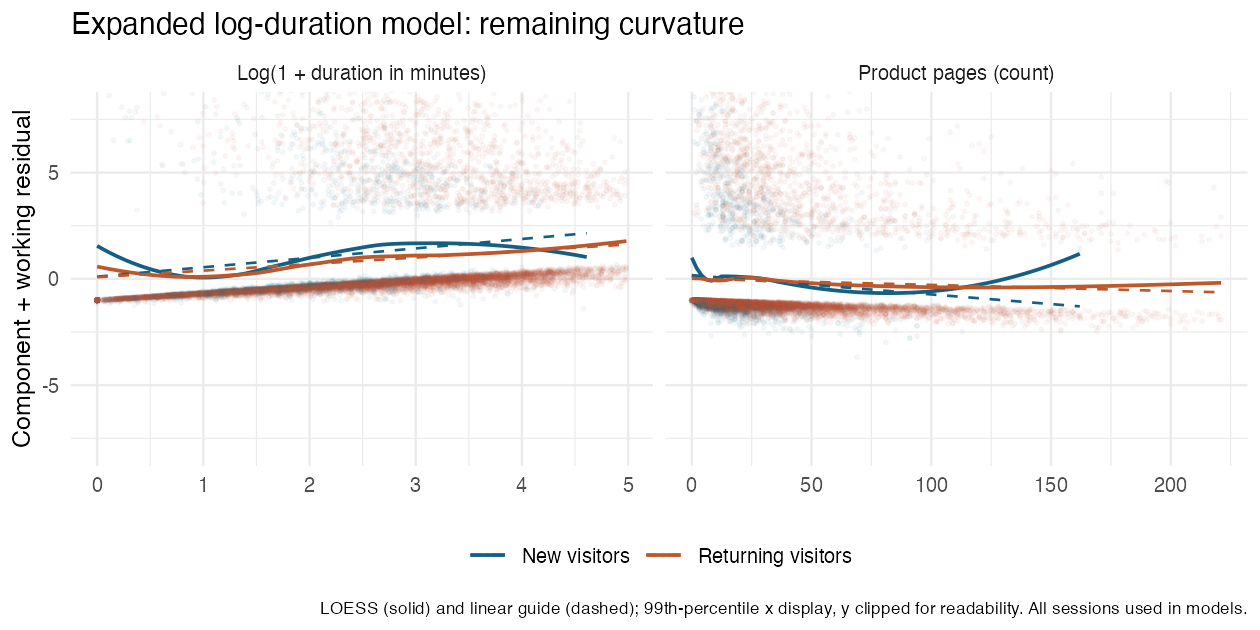 Expanded log-duration model: remaining curvature
Log(1 + duration in minutes)
Product pages (count)
Component + working residual
5
0
-5
0 1 2 3 4 5
0 50 100 150 200
New visitors
Returning visitors
LOESS (solid) and linear guide (dashed); 99th-percentile x display, y clipped for readability. All sessions used in models.